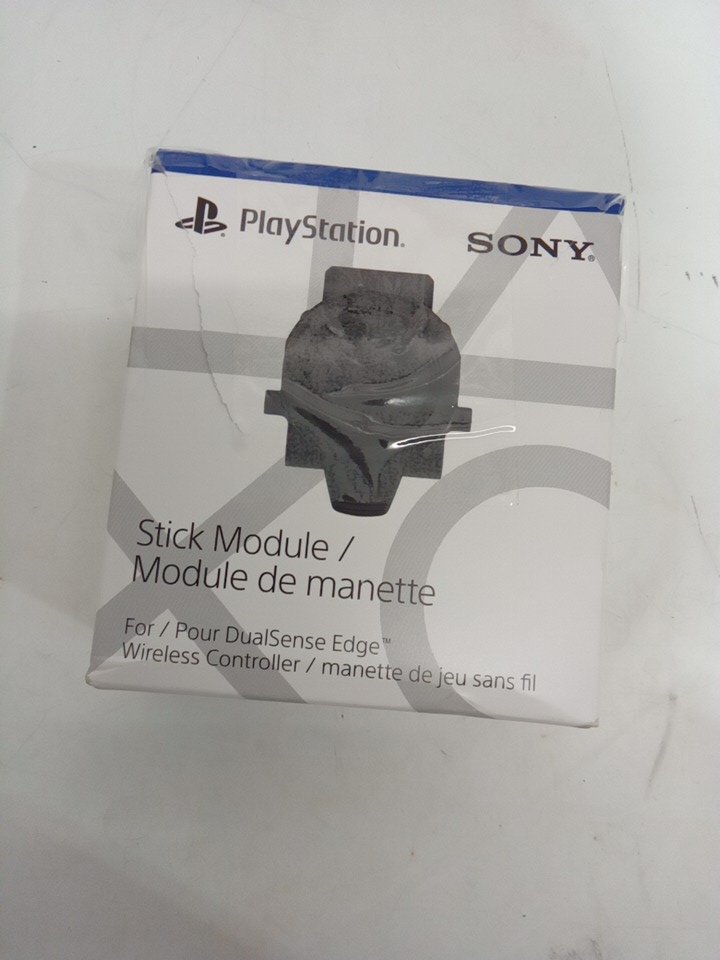 PlayStation.
SONY®
Stick Module /
Module de manette
For / Pour DualSense Edge™
Wireless Controller / manette de jeu sans fil